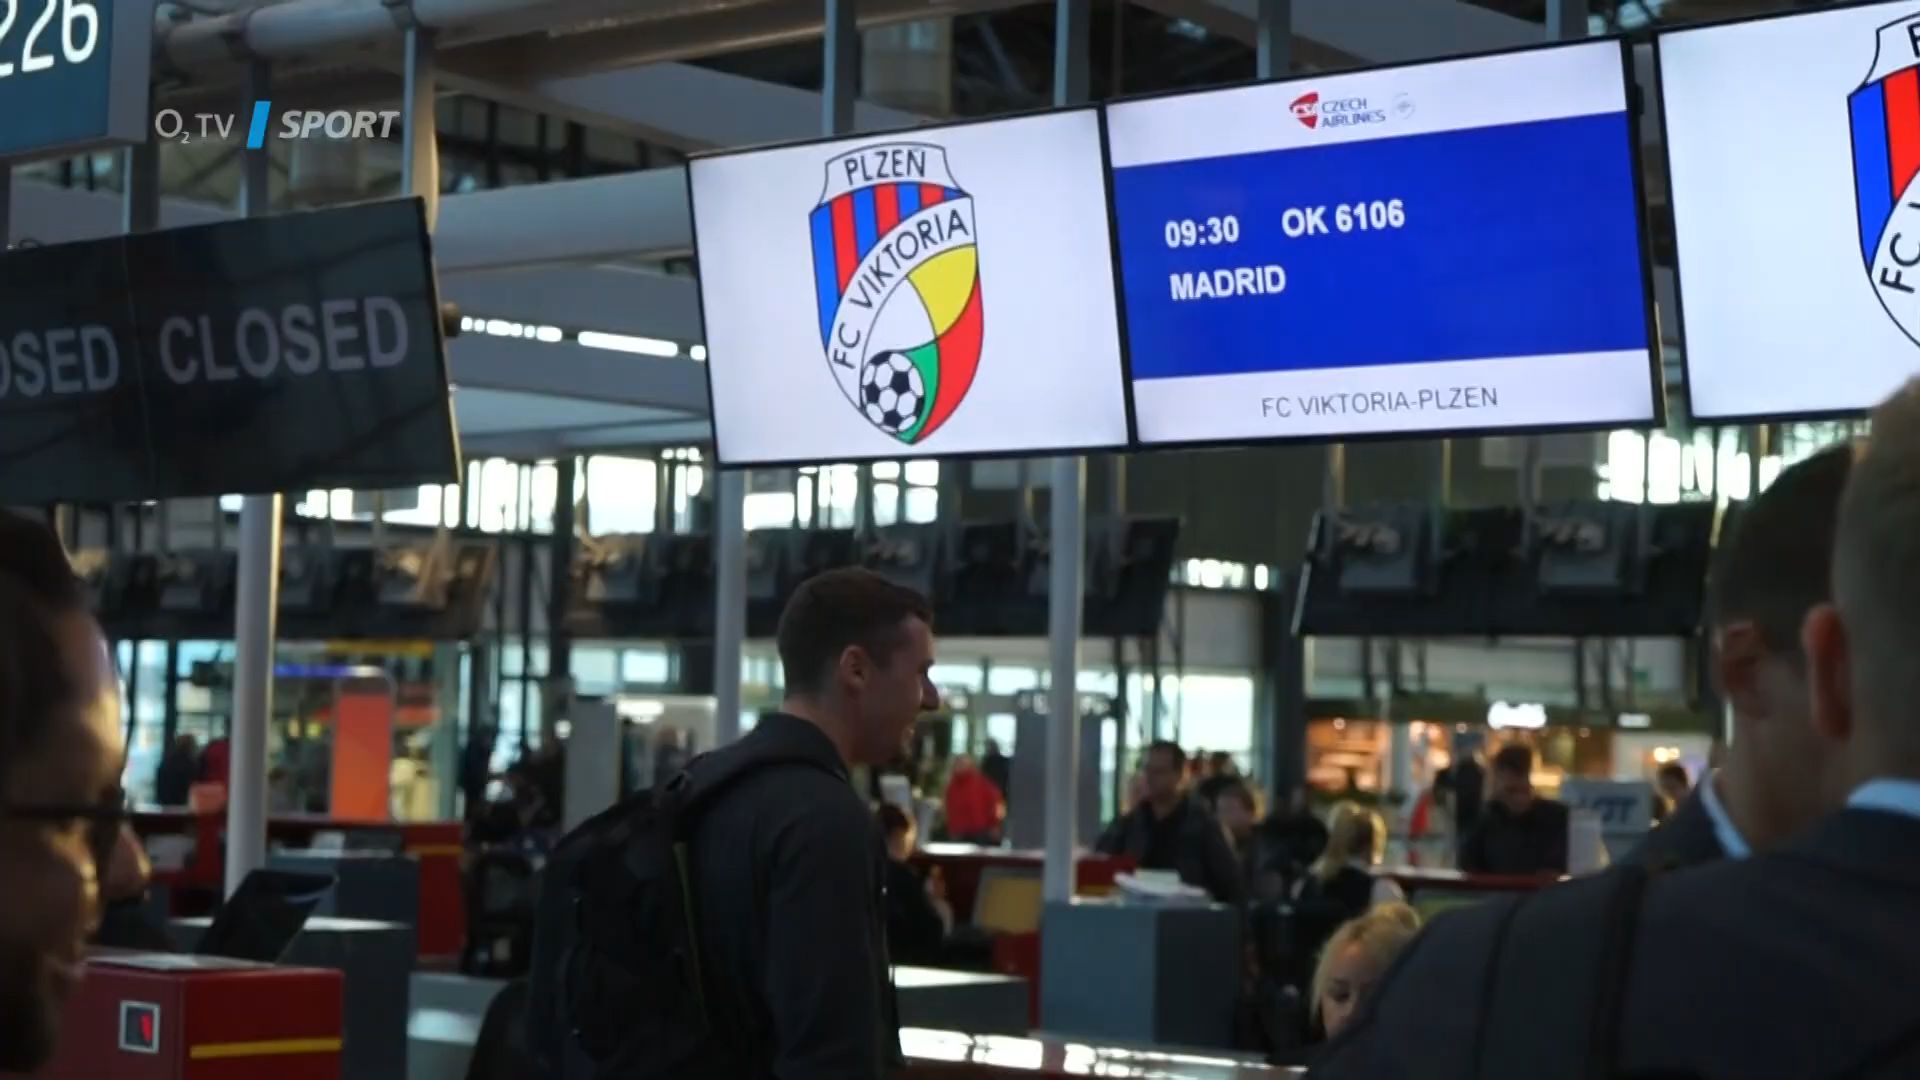 226
O2 TV SPORT
CLOSED
PLZEŇ
FC VIKTORIA
CZECH
AIRLINES
09:30 OK 6106
MADRID
FC VIKTORIA-PLZEN
OSED
FC